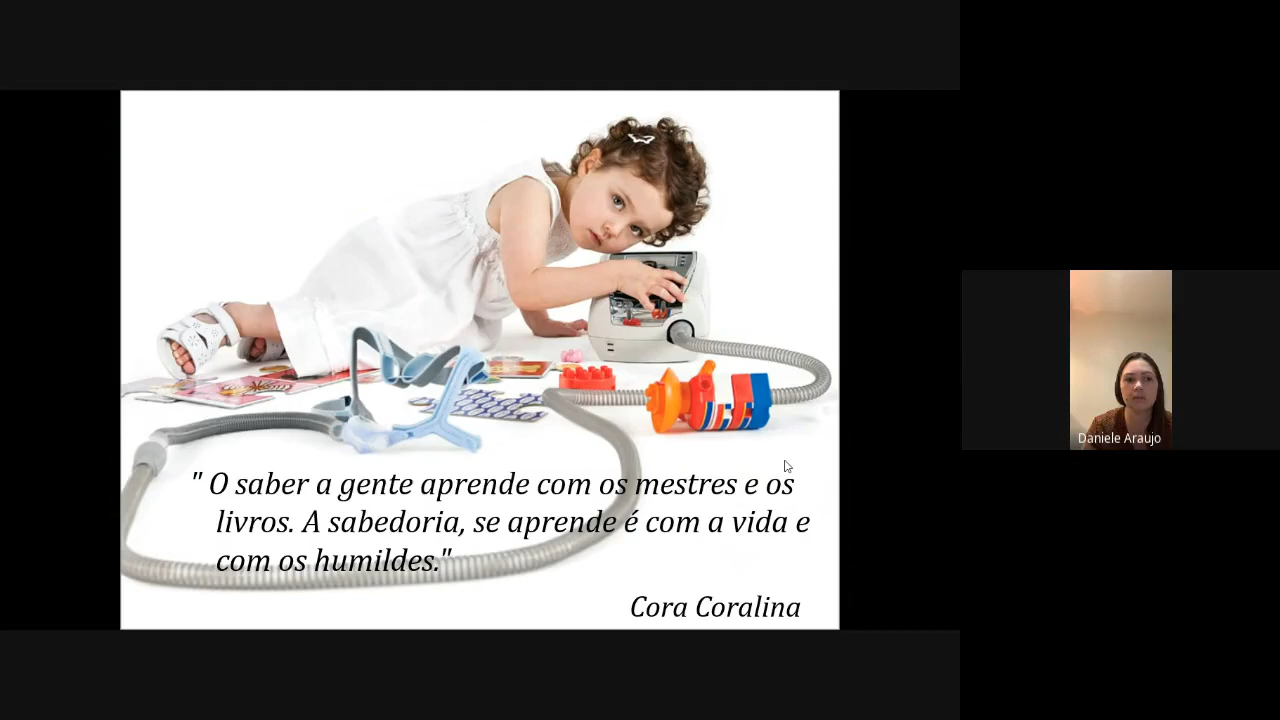 " O saber a gente aprende com os mestres e os
livros. A sabedoria, se aprende é com a vida e
com os humildes."
Cora Coralina
Daniele Araujo